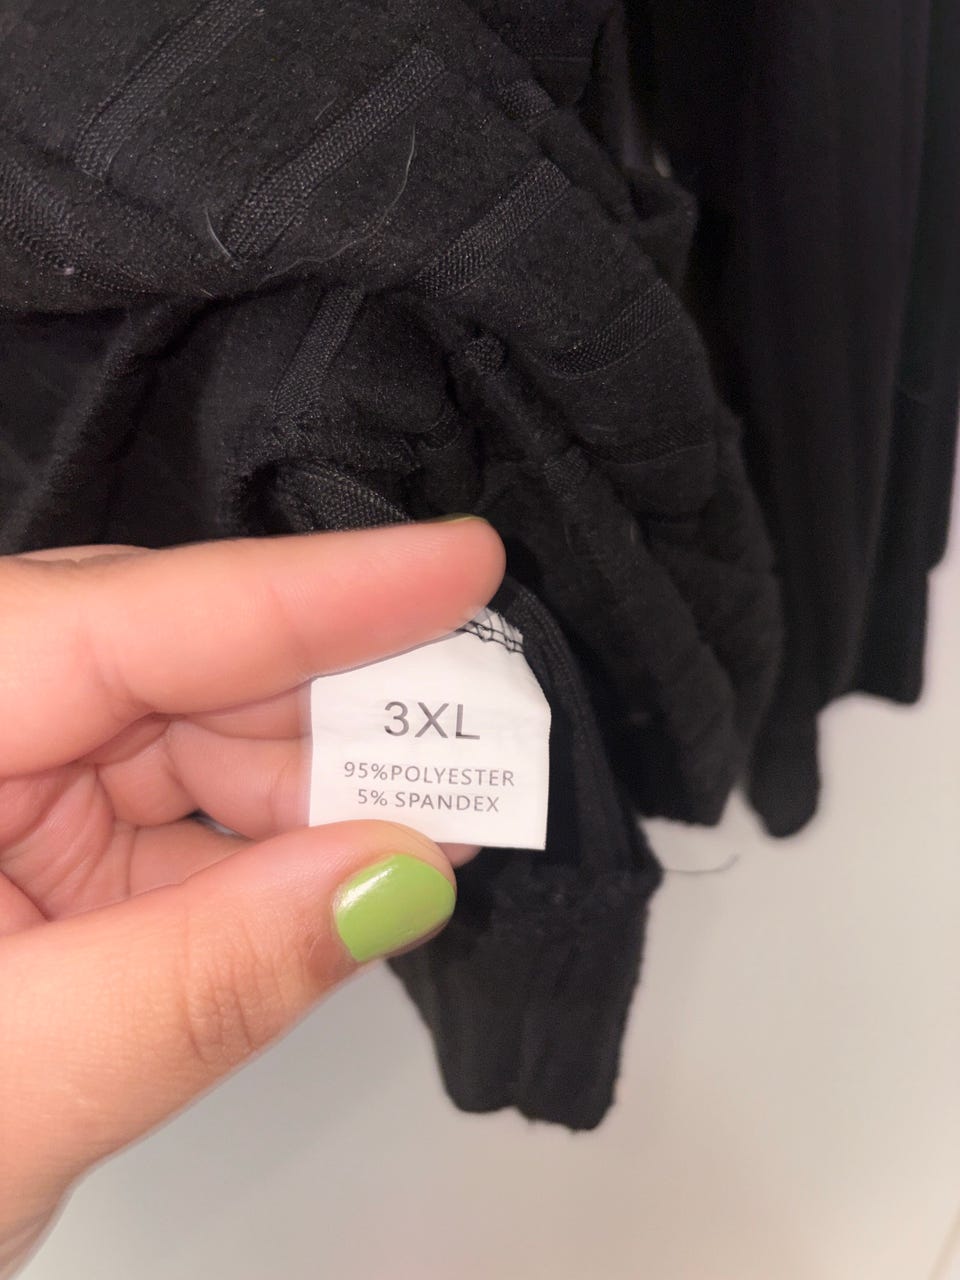 3XL
95%POLYESTER
5% SPANDEX